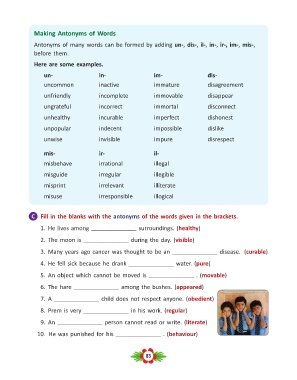 Making Antonyms of Words
Antonyms of many words can be formed by adding un-, dis-, il-, in-, ir-, im-, mis-,
before them.
Here are some examples.
un- in- im- dis-
uncommon inactive immature disagreement
unfriendly incomplete immovable disappear
ungrateful incorrect immortal disconnect
unhealthy incurable imperfect dishonest
unpopular indecent impossible dislike
unwise invisible impure disrespect
mis- ir- il-
misbehave irrational illegal
misguide irregular illegible
misprint irrelevant illiterate
misuse irresponsible illogical
C Fill in the blanks with the antonyms of the words given in the brackets.
1. He lives among ______________ surroundings. (healthy)
2. The moon is ______________ during the day. (visible)
3. Many years ago cancer was thought to be an ______________ disease. (curable)
4. He fell sick because he drank ______________ water. (pure)
5. An object which cannot be moved is ______________ . (movable)
6. The hare ______________ among the bushes. (appeared)
7. A ______________ child does not respect anyone. (obedient)
8. Prem is very ______________ in his work. (regular)
9. An ______________ person cannot read or write. (literate)
10. He was punished for his ______________ . (behaviour)
83